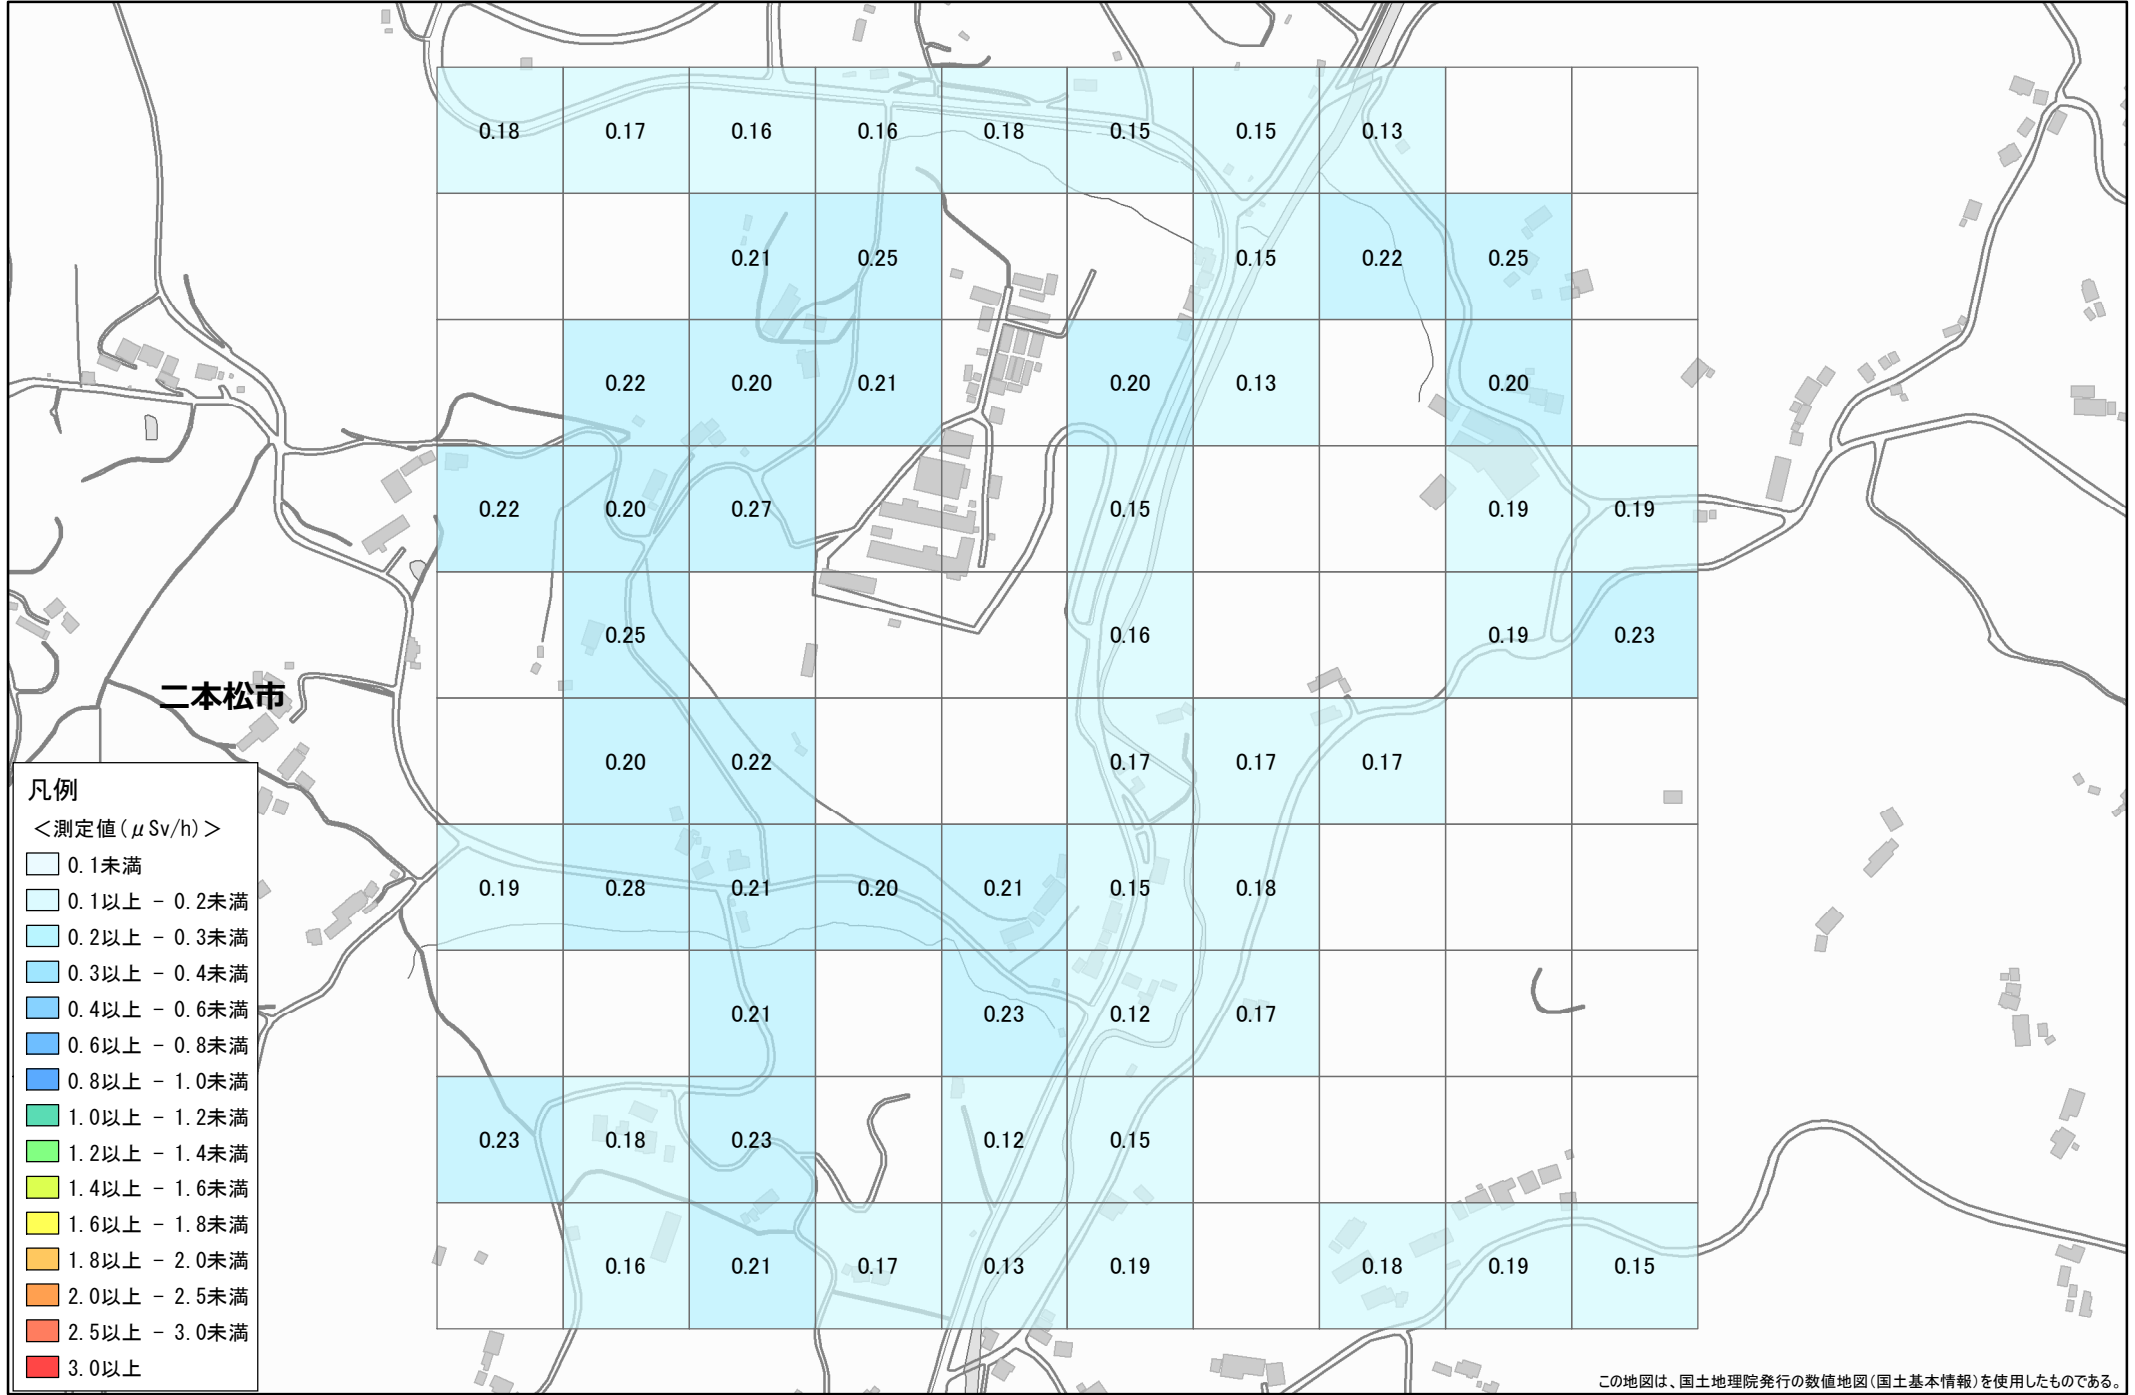 0.18 0.17 0.16 0.16 0.18 0.15 0.15 0.13
0.21 0.25 0.15 0.22 0.25
0.22 0.20 0.21 0.20 0.13 0.20
0.22 0.20 0.27 0.15 0.19 0.19
0.25 0.16 0.19 0.23
二本松市
0.20 0.22 0.17 0.17 0.17
0.19 0.28 0.21 0.20 0.21 0.15 0.18
0.21 0.23 0.12 0.17
0.23 0.18 0.23 0.12 0.15
0.16 0.21 0.17 0.13 0.19 0.18 0.19 0.15
凡例
＜測定値(μSv/h)＞
0.1未満
0.1以上 - 0.2未満
0.2以上 - 0.3未満
0.3以上 - 0.4未満
0.4以上 - 0.6未満
0.6以上 - 0.8未満
0.8以上 - 1.0未満
1.0以上 - 1.2未満
1.2以上 - 1.4未満
1.4以上 - 1.6未満
1.6以上 - 1.8未満
1.8以上 - 2.0未満
2.0以上 - 2.5未満
2.5以上 - 3.0未満
3.0以上
この地図は、国土地理院発行の数値地図(国土基本情報)を使用したものである。